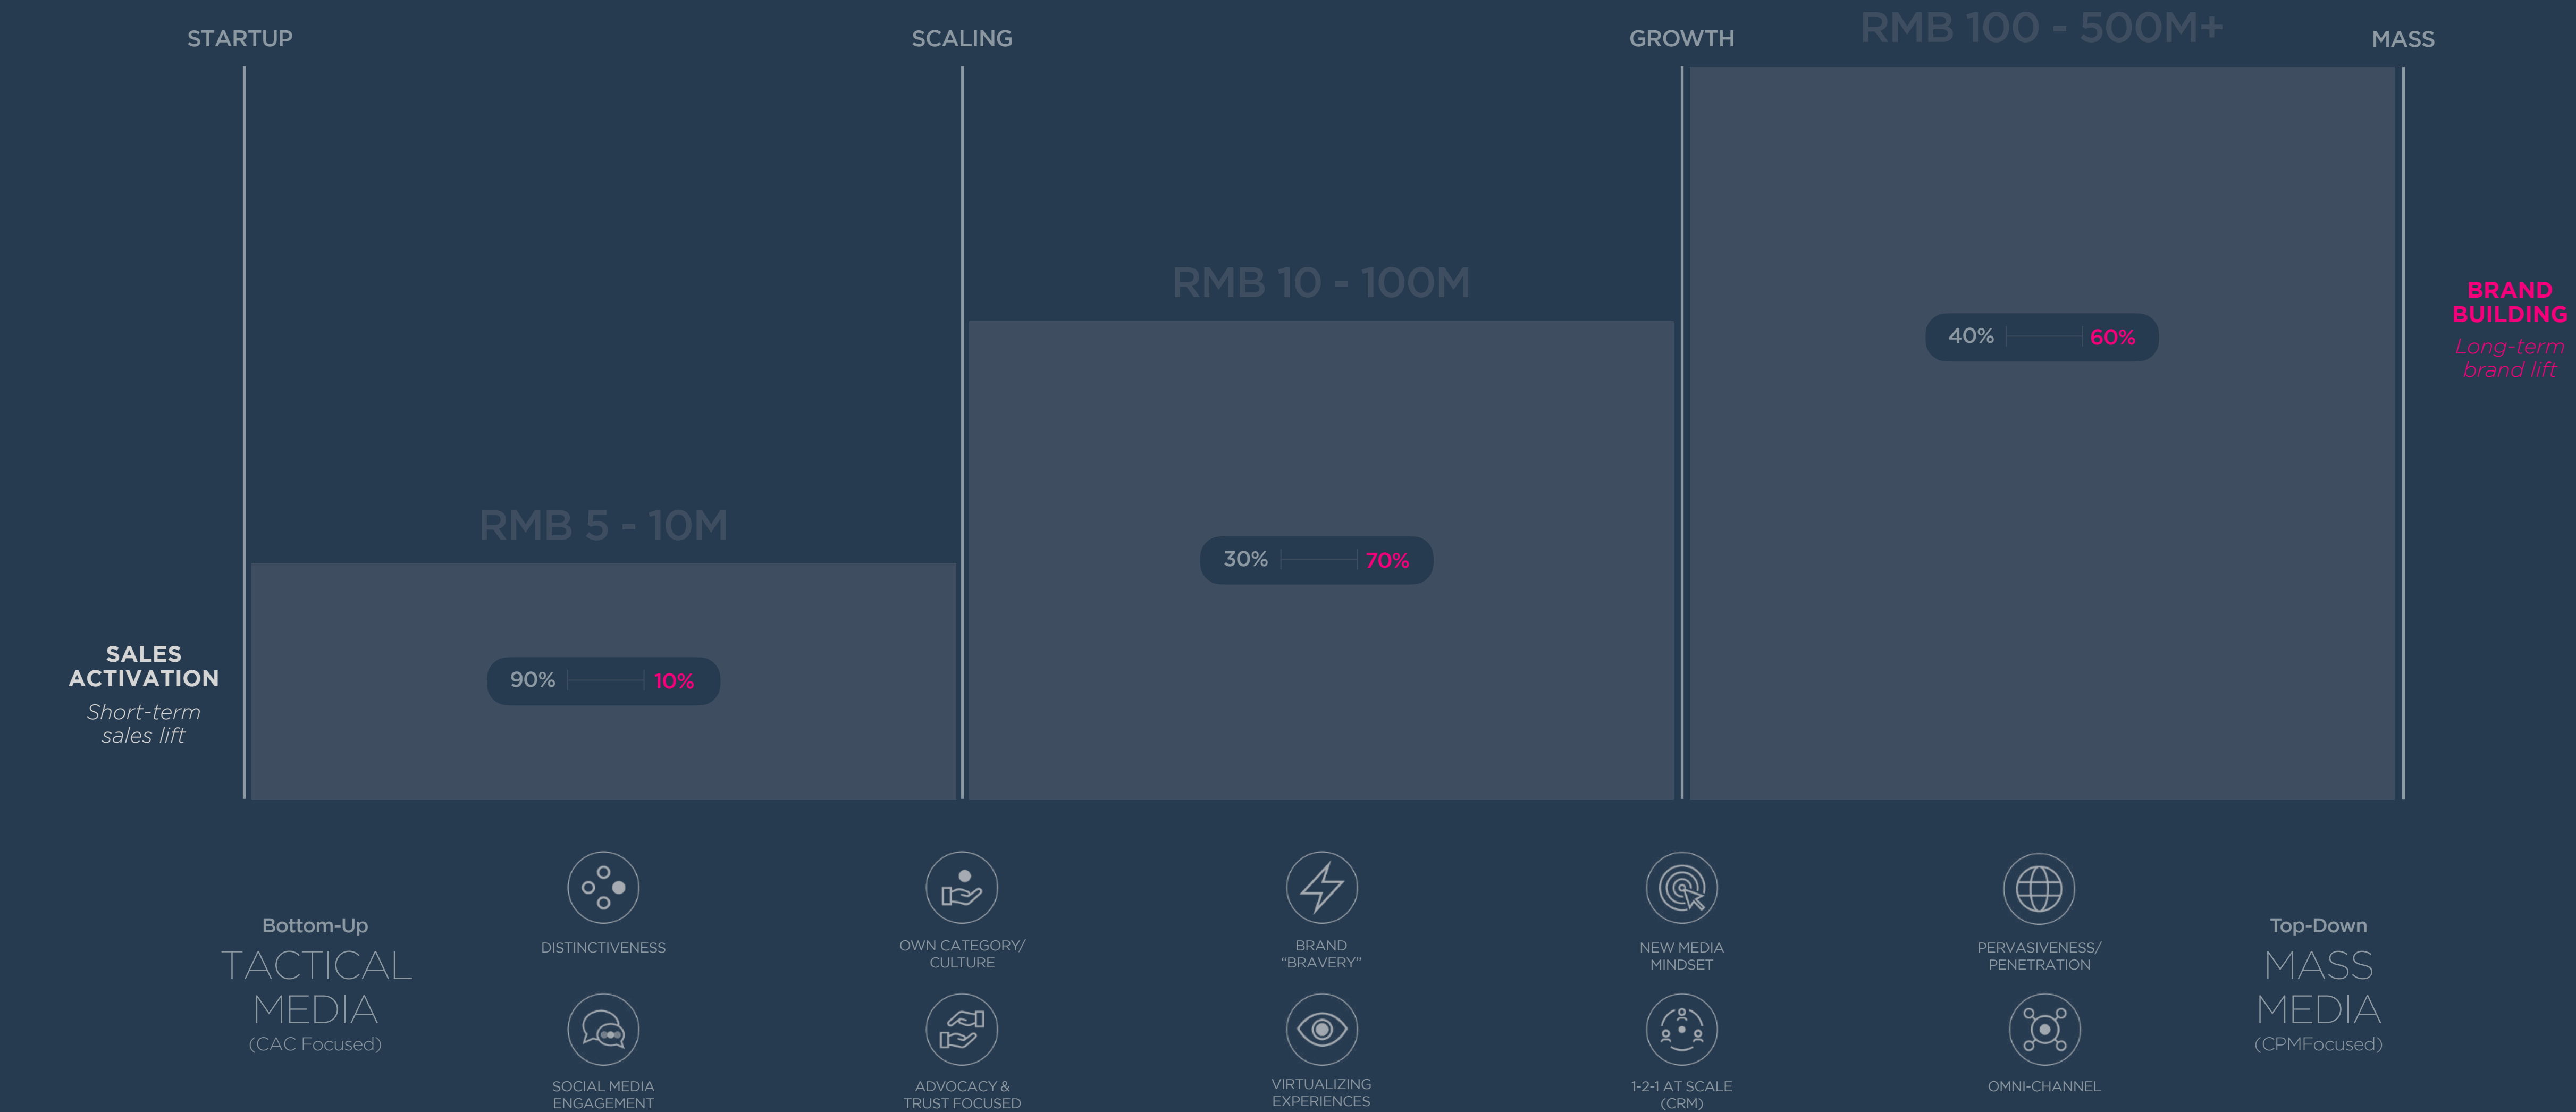 STARTUP
SCALING
GROWTH
RMB 100 - 500M+
MASS
RMB 10 - 100M
BRAND
BUILDING
Long-term
brand lift
40%
60%
RMB 5 - 10M
30%
70%
SALES
ACTIVATION
Short-term
sales lift
90%
10%
Bottom-Up
TACTICAL
MEDIA
(CAC Focused)
DISTINCTIVENESS
OWN CATEGORY/
CULTURE
BRAND
“BRAVERY”
NEW MEDIA
MINDSET
PERVASIVENESS/
PENETRATION
SOCIAL MEDIA
ENGAGEMENT
ADVOCACY &
TRUST FOCUSED
VIRTUALIZING
EXPERIENCES
1-2-1 AT SCALE
(CRM)
OMNI-CHANNEL
Top-Down
MASS
MEDIA
(CPMFocused)